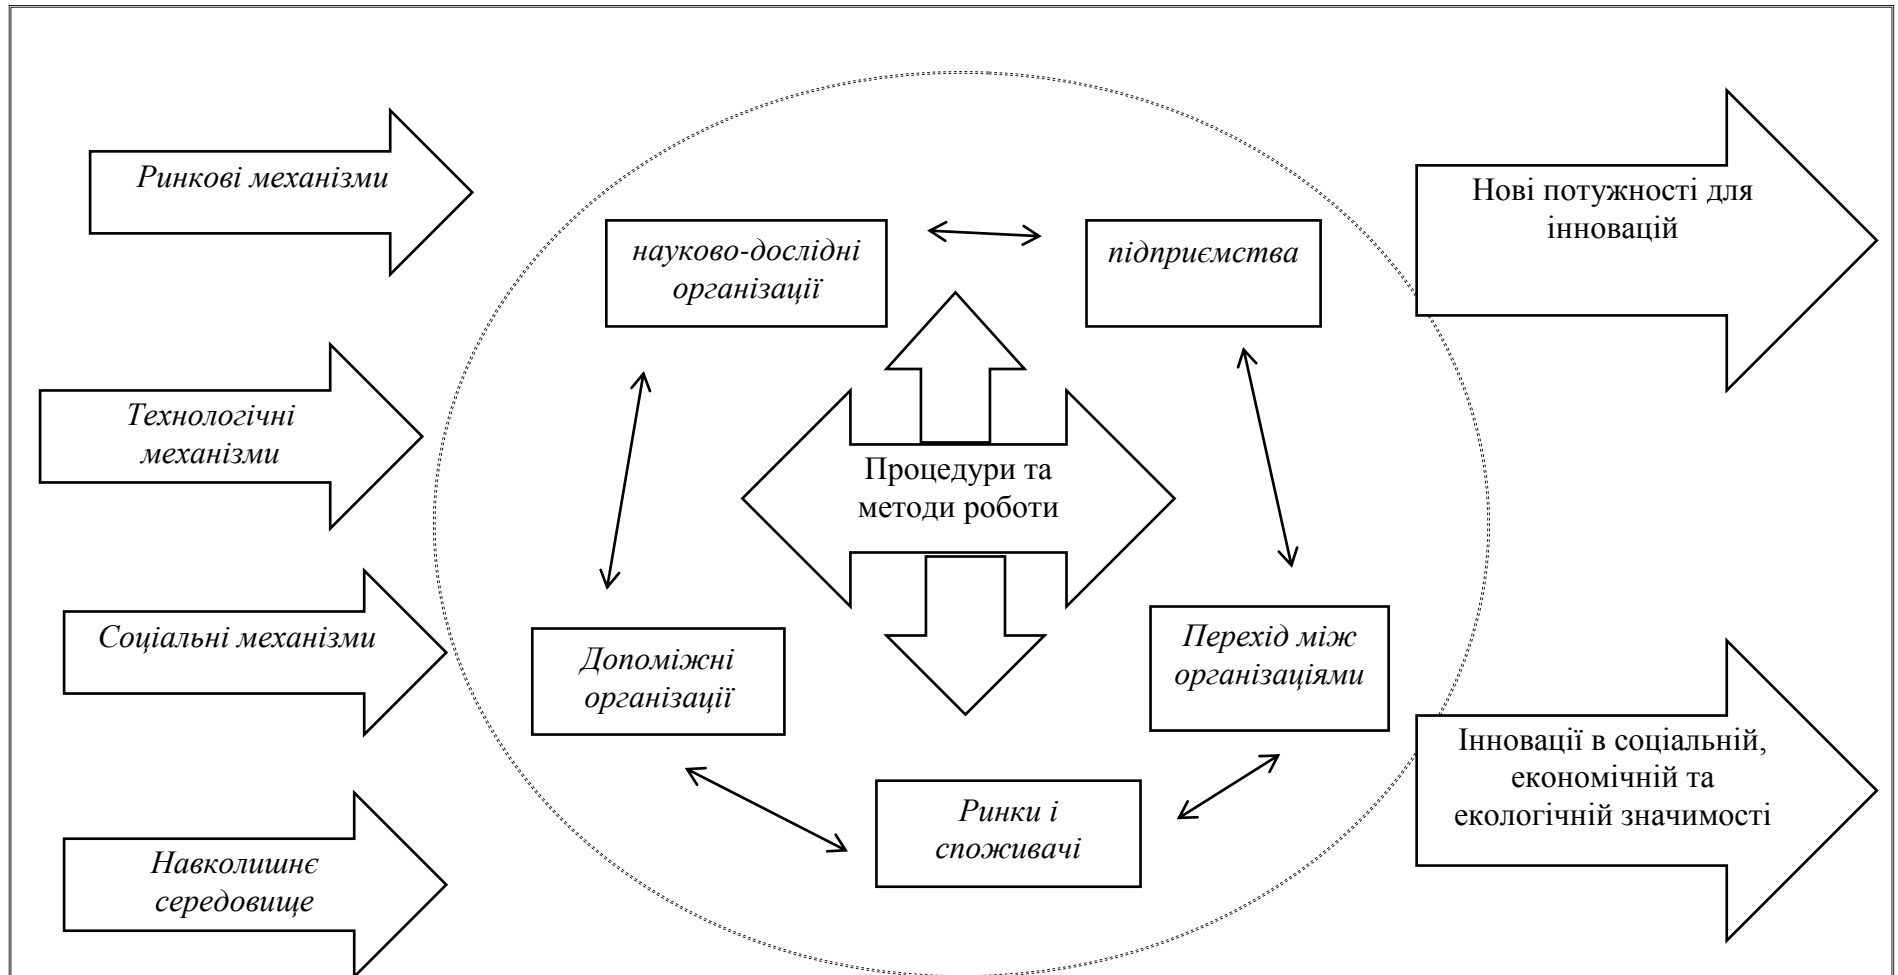 Ринкові механізми
Технологічні
механізми
Соціальні механізми
Навколишнє
середовище
науково-дослідні
організації
підприємства
Процедури та
методи роботи
Допоміжні
організації
Перехід між
організаціями
Ринки і
споживачі
Нові потужності для
інновацій
Інновації в соціальній,
економічній та
екологічній значимості